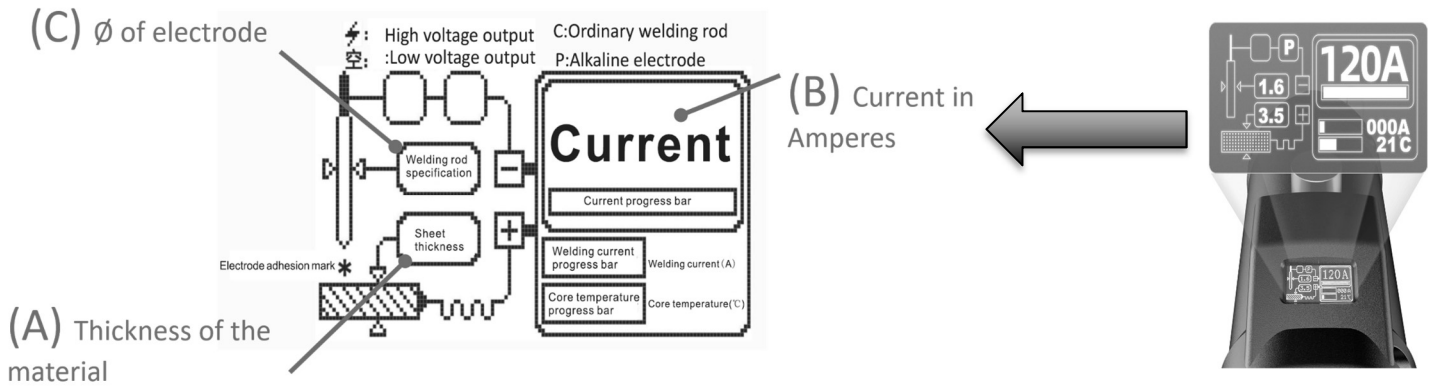 (C) Ø of electrode
: High voltage output
C:Ordinary welding rod
空: :Low voltage output
P:Alkaline electrode
(B) Current in
Amperes
Current
Current progress bar
Welding rod
specification
−
Sheet
thickness
+
Electrode adhesion mark *
Welding current
progress bar
Welding current(A)
Core temperature
progress bar
Core temperature(℃)
(A) Thickness of the
material
P
120A
1.6
−
3.5
+
000A
21 C
120A